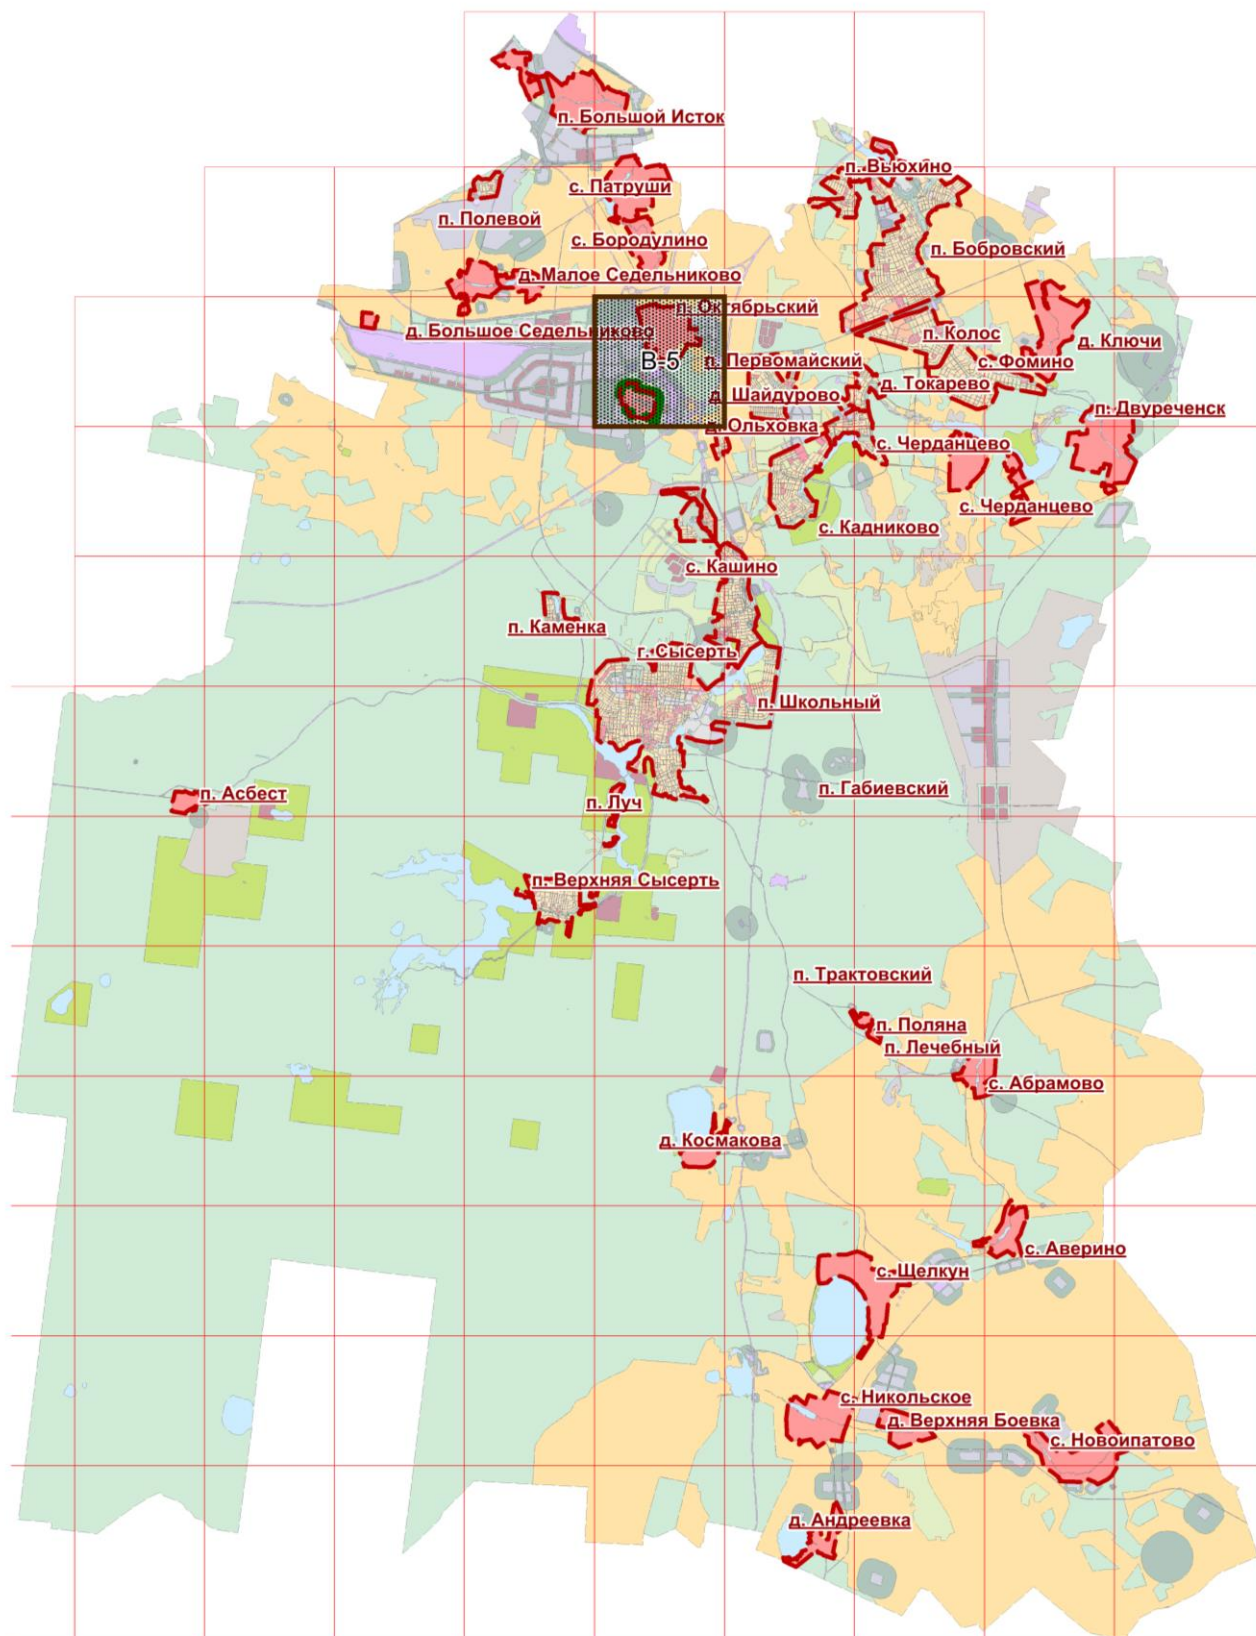 п. Большой Исток
п. Вьюхино
с. Патруши
п. Полевой
с. Бородулино
п. Бобровский
д. Малое Седельниково
п. Октябрьский
д. Большое Седельниково
п. Колос
д. Ключи
В-5
п. Первомайский
с. Фомино
д. Токарево
д. Шайдурово
п. Двуреченск
д. Ольховка
с. Черданцево
с. Черданцево
с. Кадниково
с. Кашино
п. Каменка
г. Сысерть
п. Школьный
п. Асбест
п. Габиевский
п. Луч
п. Верхняя Сысерть
п. Трактовский
п. Поляна
п. Лечебный
с. Абрамово
д. Космакова
с. Аверино
с. Щелкун
с. Никольское
д. Верхняя Боевка
с. Новоипатово
д. Андреевка